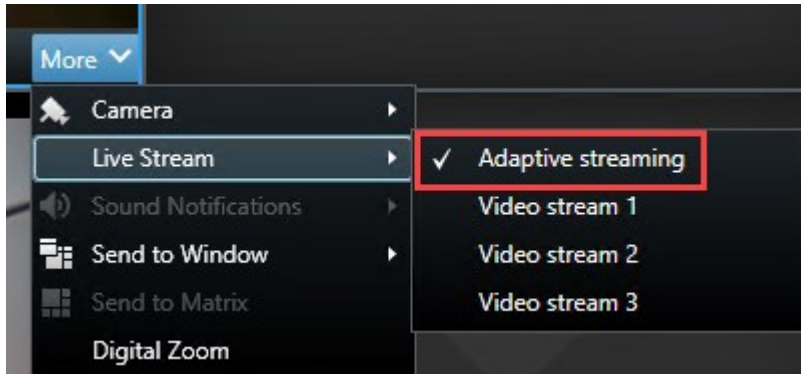 More
Camera
Live Stream
Adaptive streaming
Sound Notifications
Video stream 1
Send to Window
Video stream 2
Send to Matrix
Video stream 3
Digital Zoom